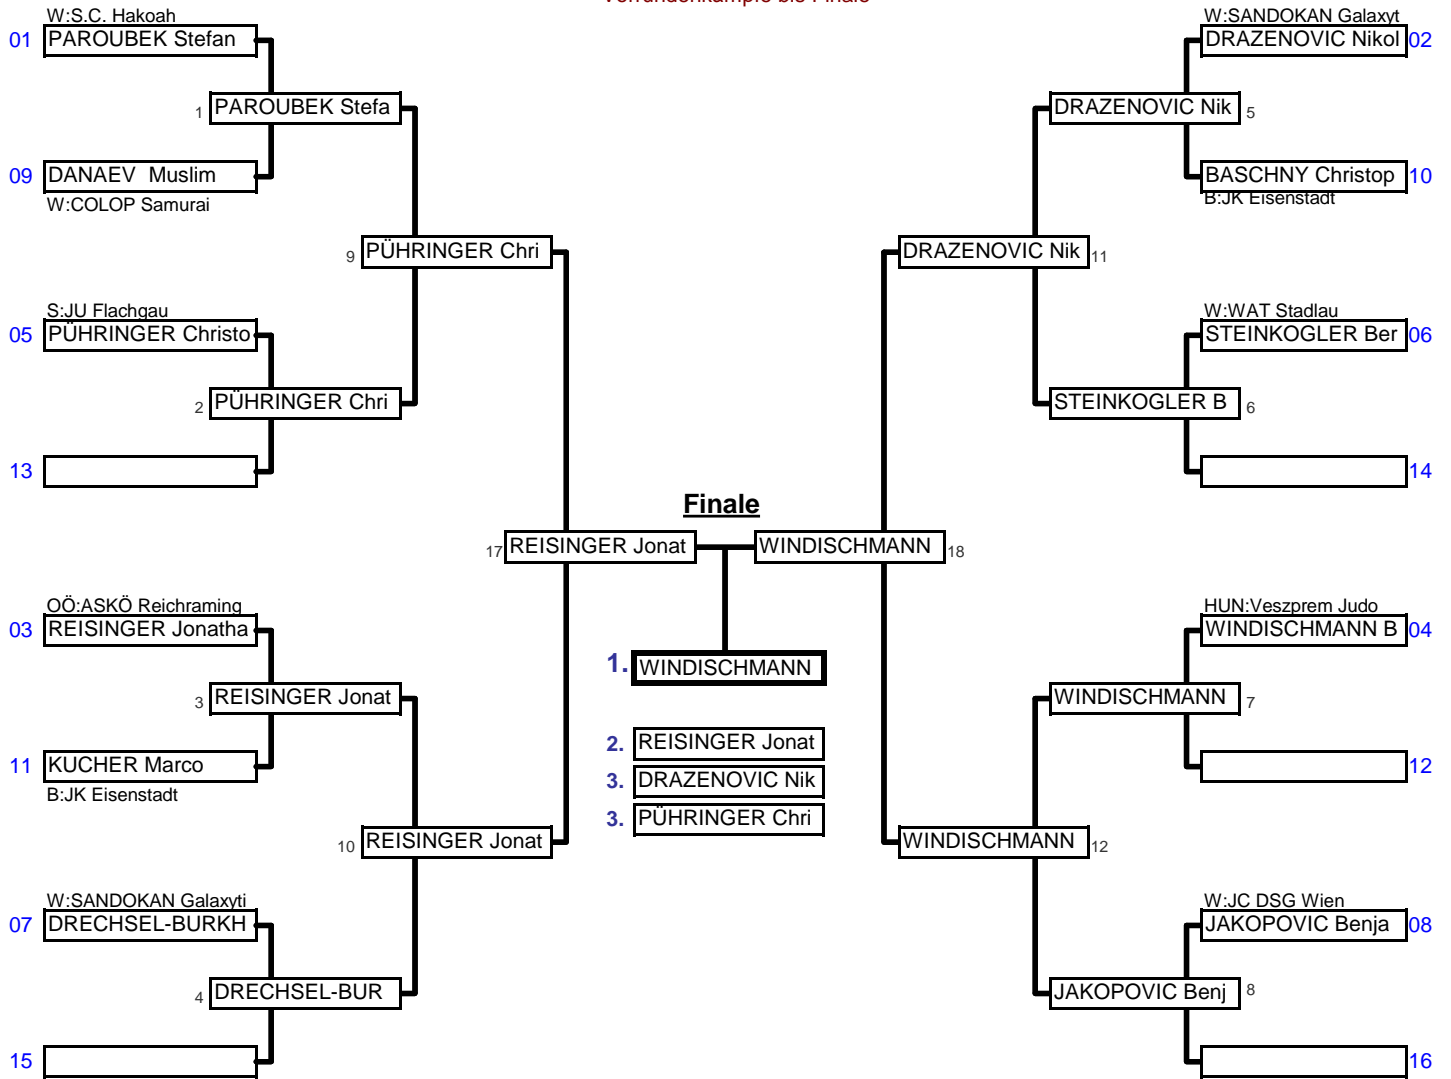 W:S.C. Hakoah
01 PAROUBEK Stefan
1 PAROUBEK Stefa
09 DANAEV Muslim
W:COLOP Samurai
9 PÜHRINGER Chri
S:JU Flachgau
05 PÜHRINGER Christo
2 PÜHRINGER Chri
13
17 REISINGER Jonat
OÖ:ASKÖ Reichraming
03 REISINGER Jonatha
3 REISINGER Jonat
11 KUCHER Marco
B:JK Eisenstadt
10 REISINGER Jonat
W:SANDOKAN Galaxyti
07 DRECHSEL-BURKH
4 DRECHSEL-BUR
15
Finale
1. WINDISCHMANN
2. REISINGER Jonat
3. DRAZENOVIC Nik
3. PÜHRINGER Chri
W:SANDOKAN Galaxyt
DRAZENOVIC Nikol 02
DRAZENOVIC Nik 5
BASCHNY Christop 10
B:JK Eisenstadt
DRAZENOVIC Nik 11
W:WAT Stadlau
STEINKOGLER Ber 06
STEINKOGLER B 6
14
WINDISCHMANN 18
HUN:Veszprem Judo
WINDISCHMANN B 04
WINDISCHMANN 7
12
WINDISCHMANN 12
W:JC DSG Wien
JAKOPOVIC Benja 08
JAKOPOVIC Benj 8
16